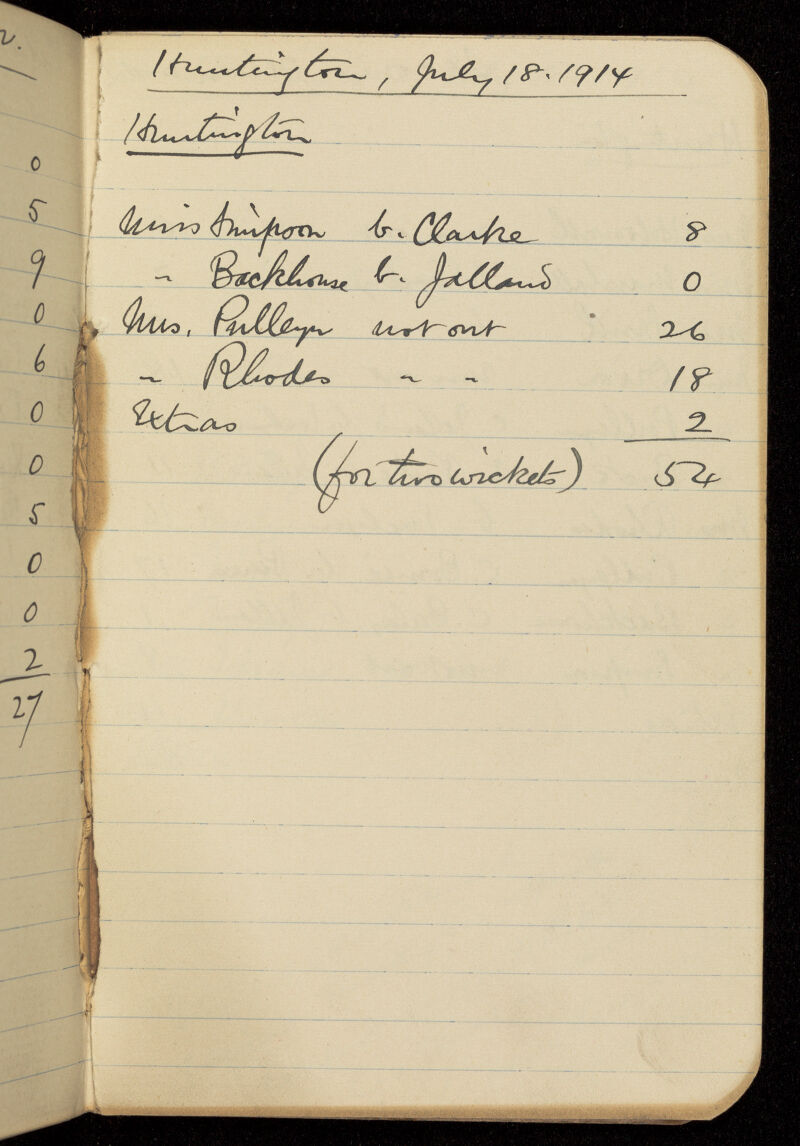 2.
0
5
9
0
6
0
0
5
0
0
2
27
Huntington, July 18. 1914
Huntington
Miss Simpson b. Clarke 8
" Backhouse b. Jalland 0
Mrs. Pulleyn not out 26
" Rhodes " " 18
Extras 2
(for two wickets) 54